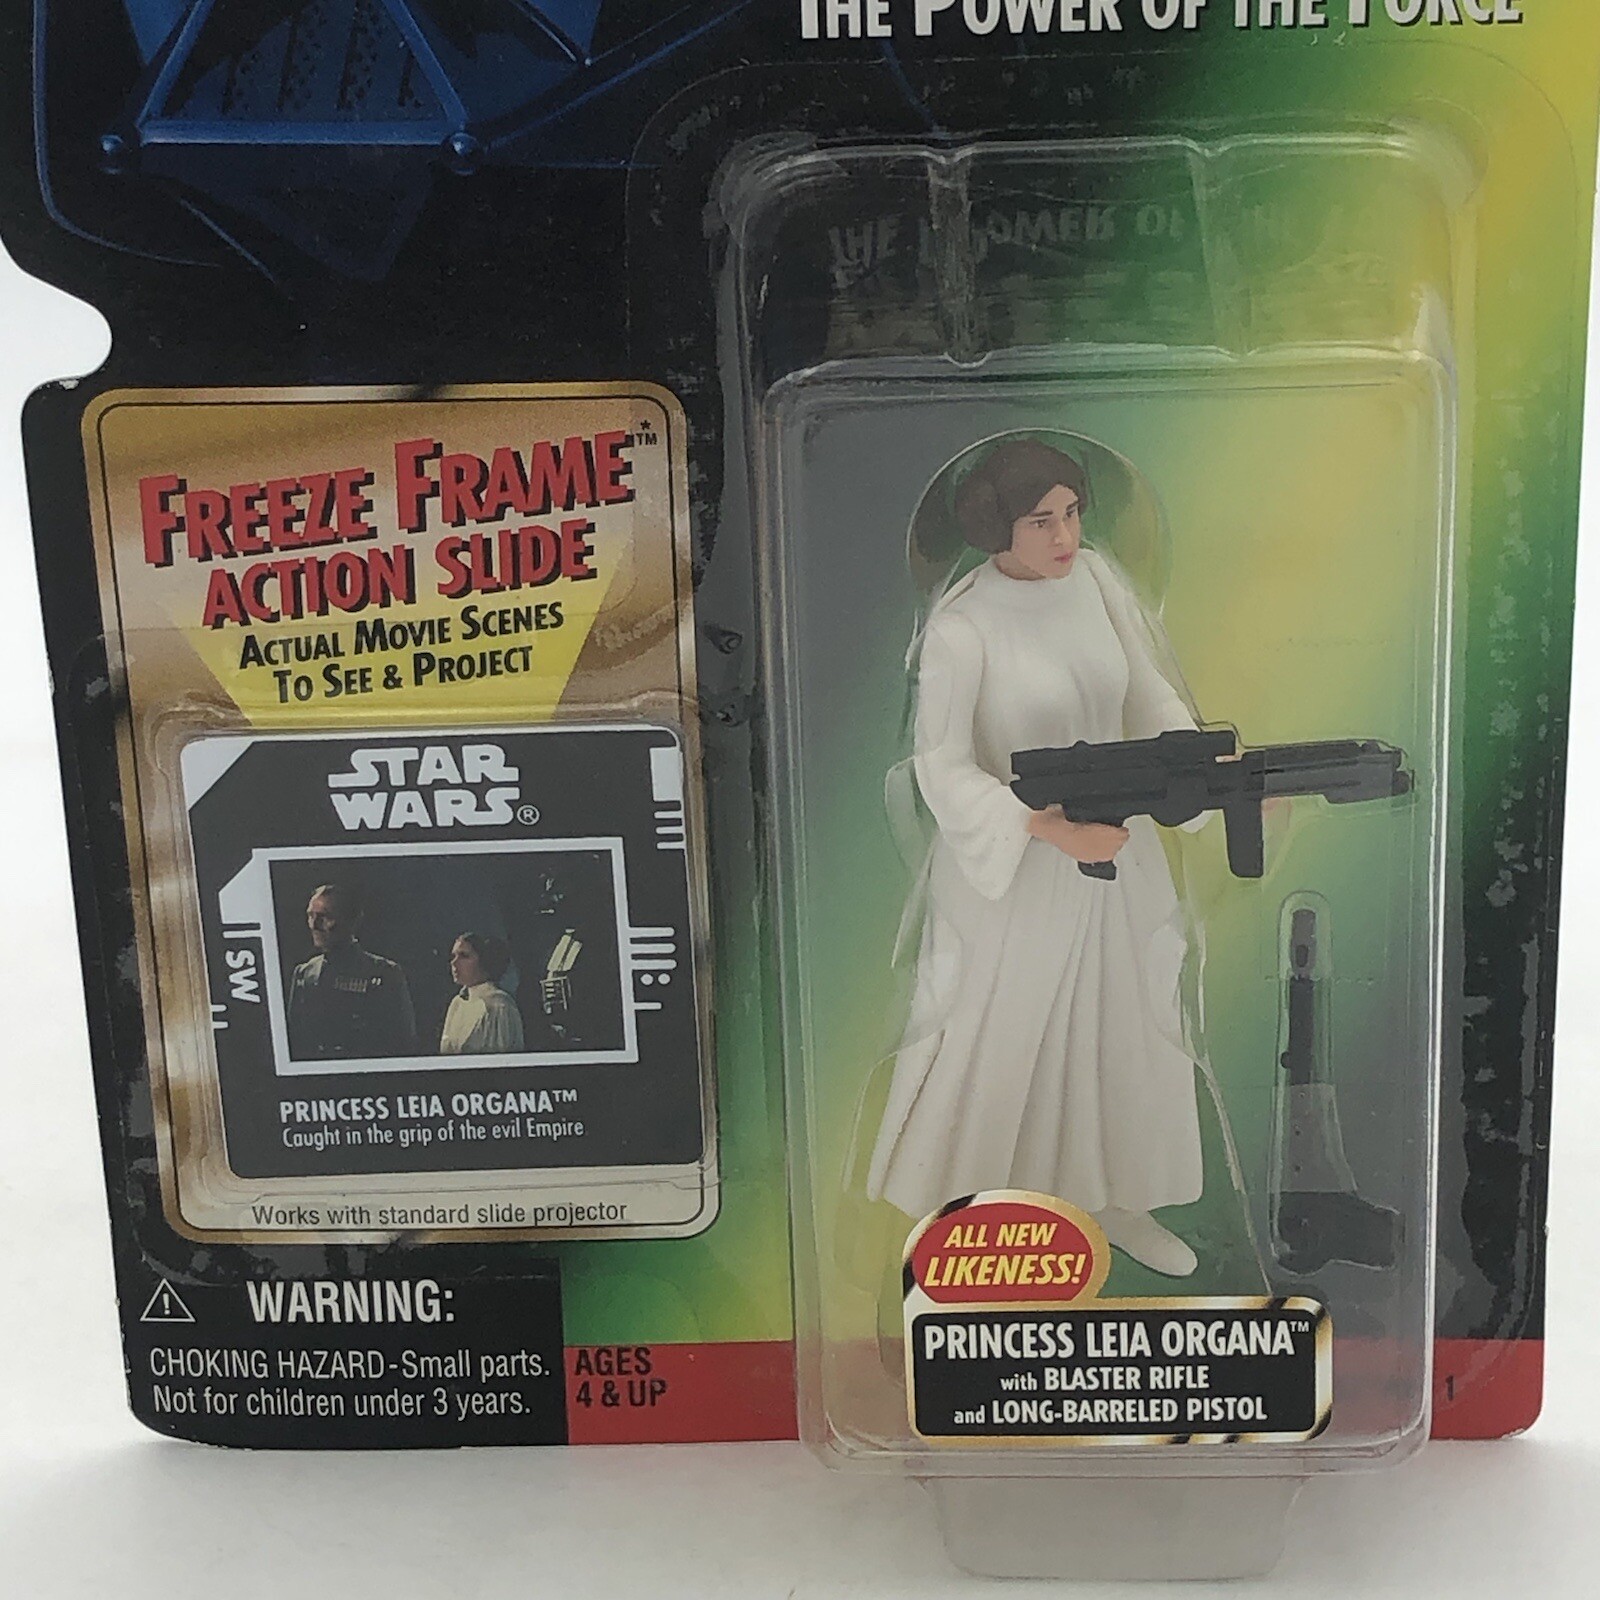 THE POWER OF THE FORCE
FREEZE FRAME™*
ACTION SLIDE
ACTUAL MOVIE SCENES
TO SEE & PROJECT
STAR
WARS®
SW
PRINCESS LEIA ORGANA™
Caught in the grip of the evil Empire
Works with standard slide projector
WARNING:
CHOKING HAZARD-Small parts.
Not for children under 3 years.
AGES
4 & UP
ALL NEW
LIKENESS!
PRINCESS LEIA ORGANA™
with BLASTER RIFLE
and LONG-BARRELED PISTOL